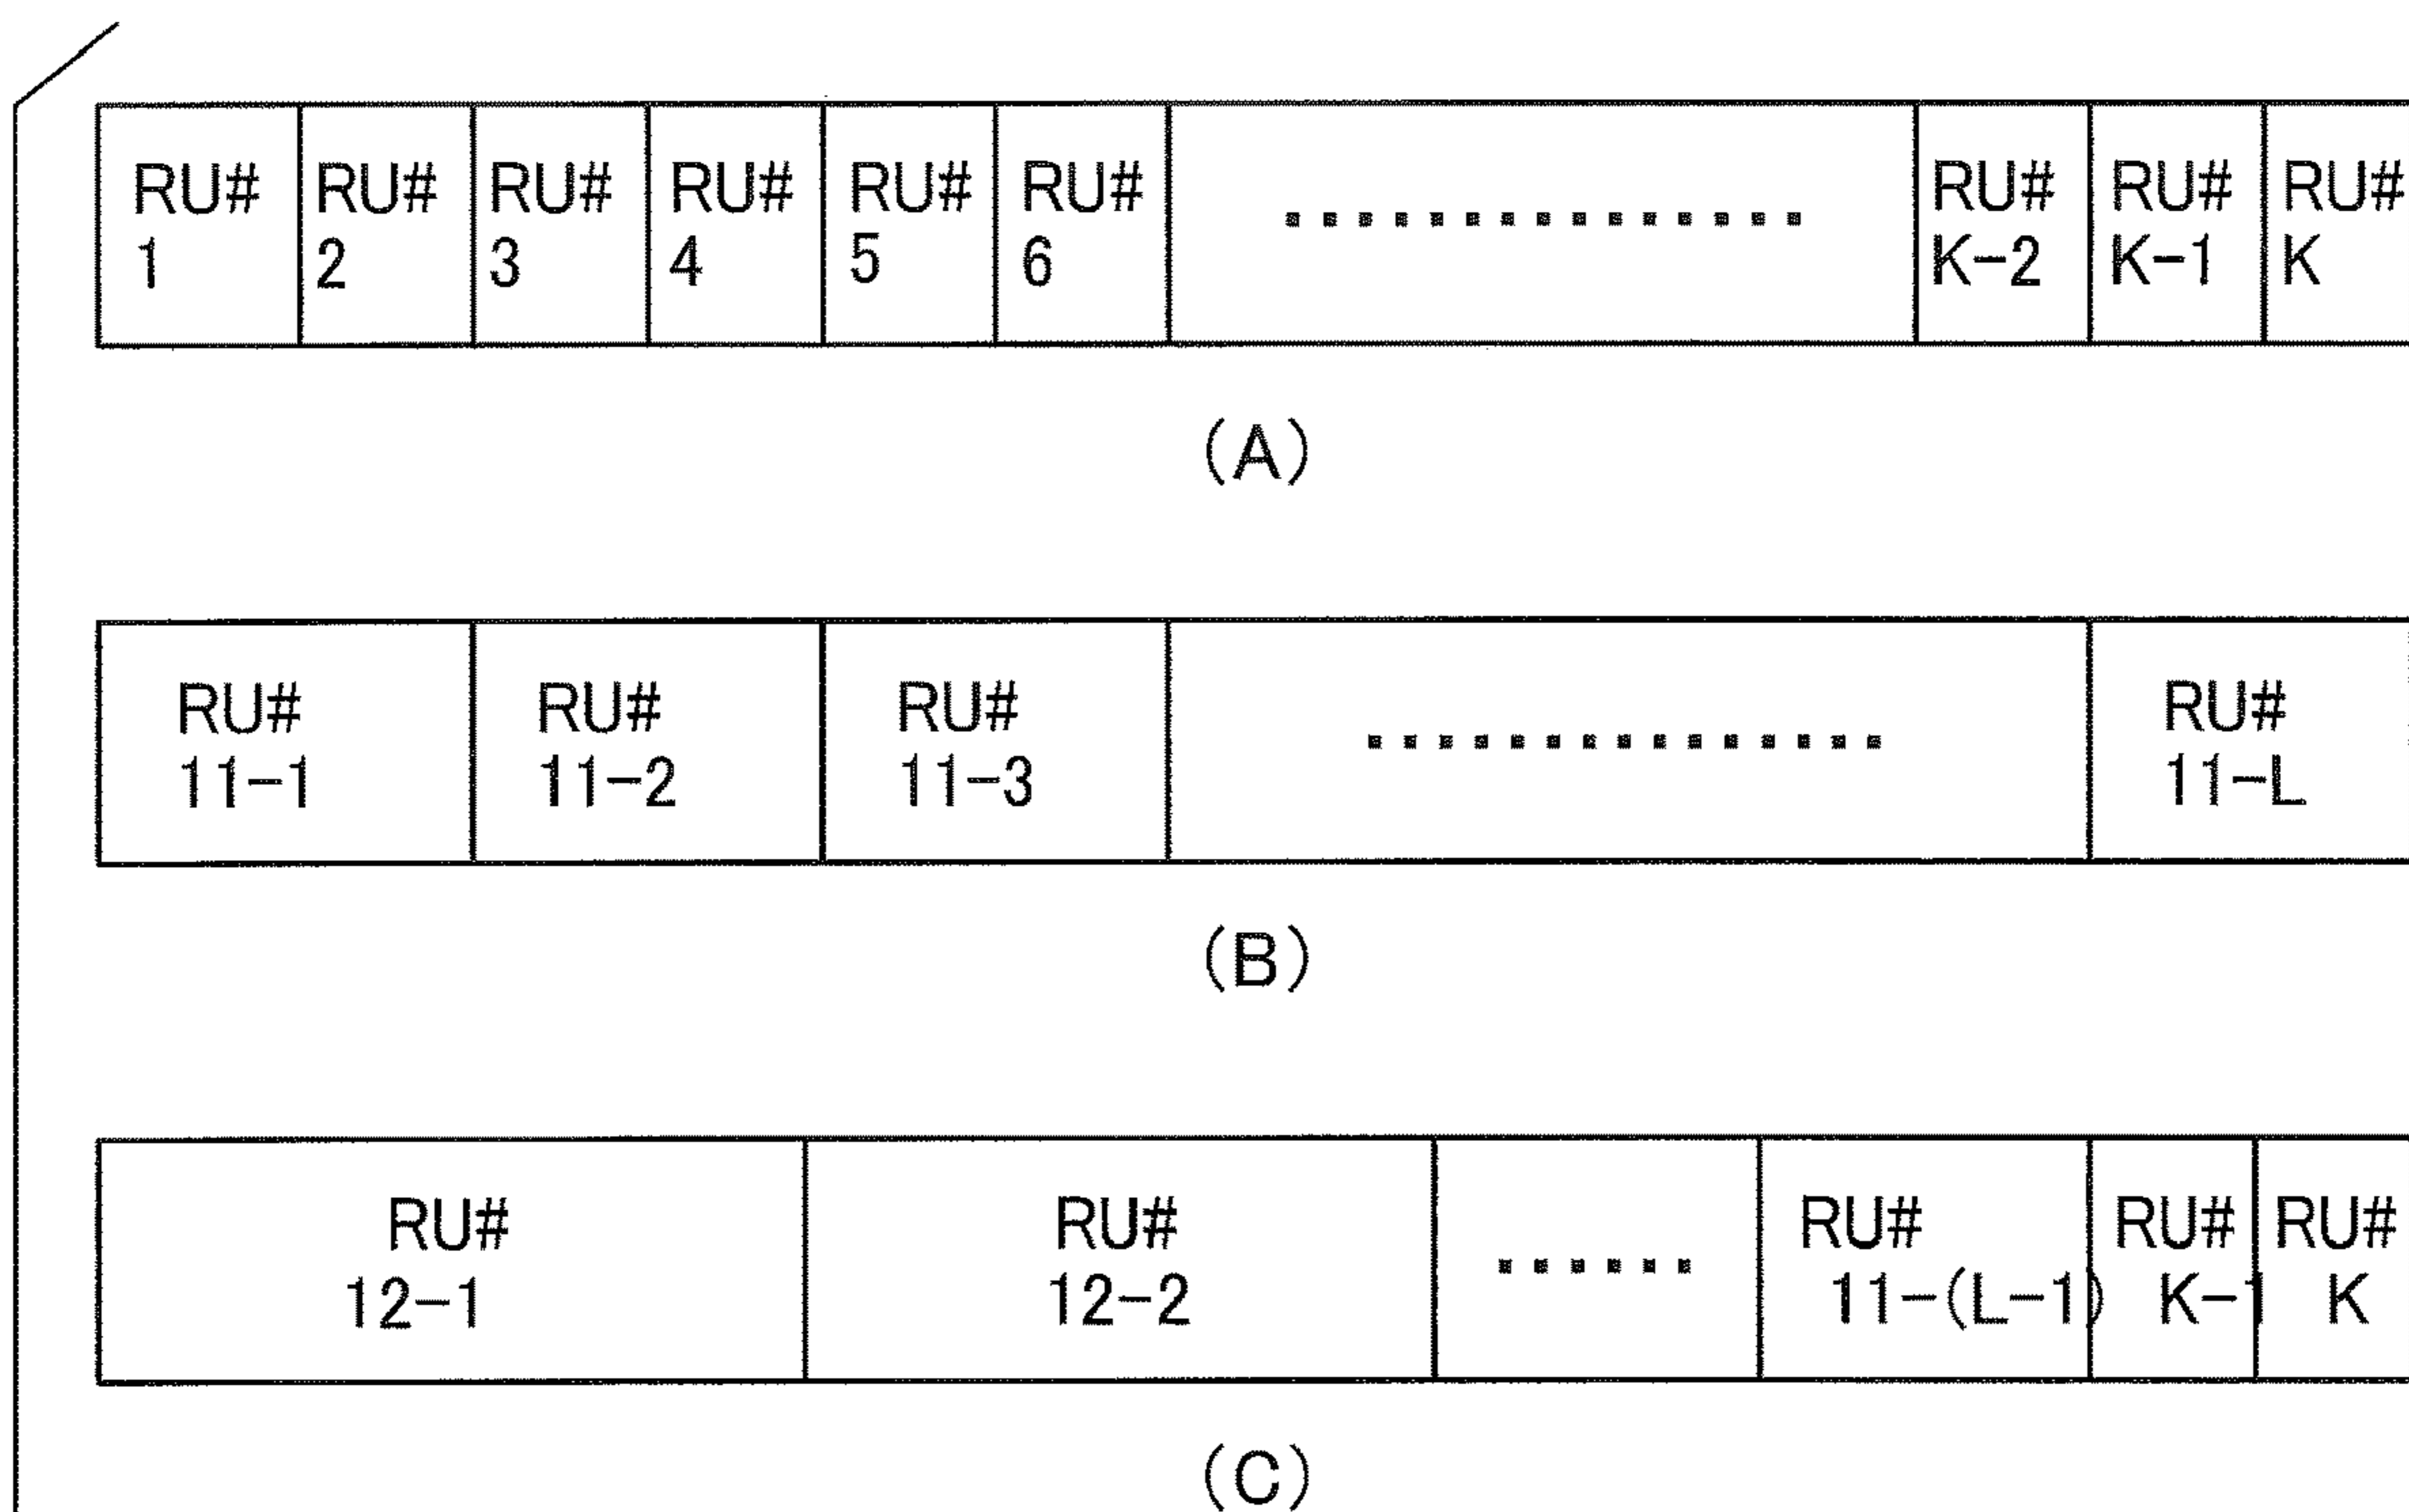 RU# RU# RU# RU# RU# RU# ............... RU# RU# RU#
1 2 3 4 5 6 K-2 K-1 K
(A)
RU# RU# RU# ............... RU#
11-1 11-2 11-3 11-L
(B)
RU# RU# ...... RU# RU# RU#
12-1 12-2 11-(L-1) K-1 K
(C)